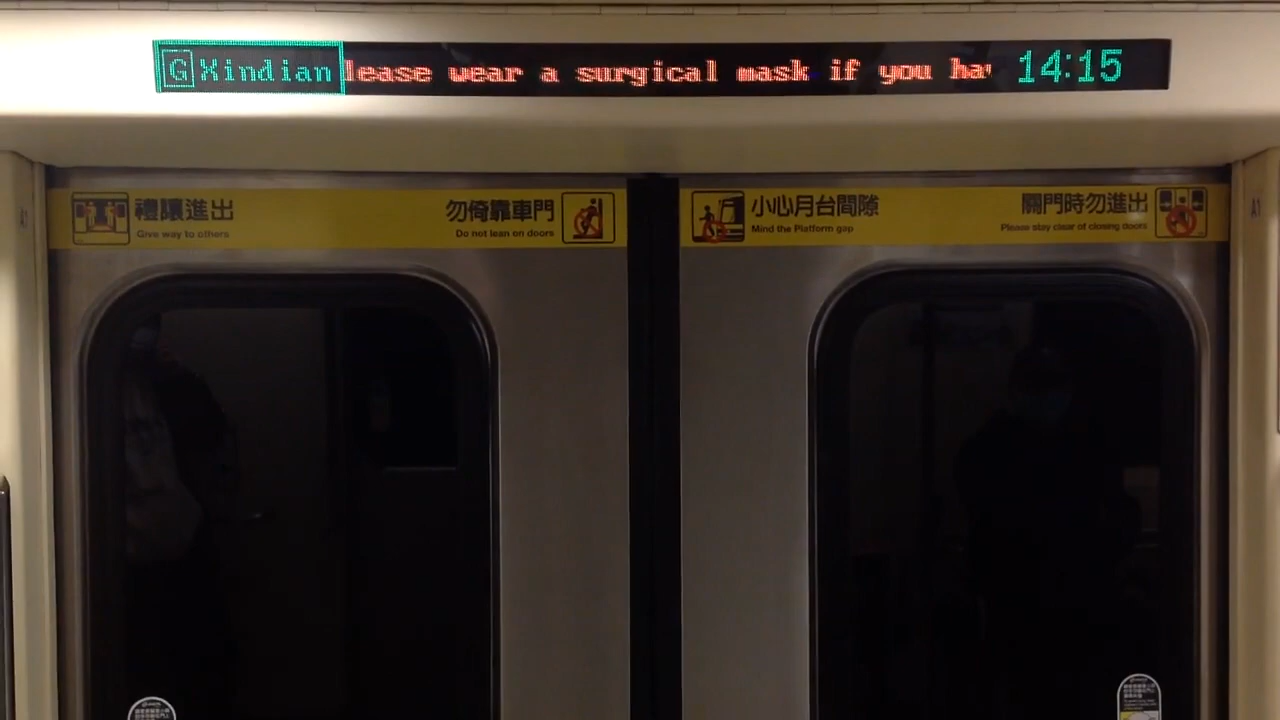 G Xindian lease wear a surgical mask if you hav 14:15
禮讓進出
Give way to others
勿倚靠車門
Do not lean on doors
小心月台間隙
Mind the Platform gap
關門時勿進出
Please stay clear of closing doors
A1